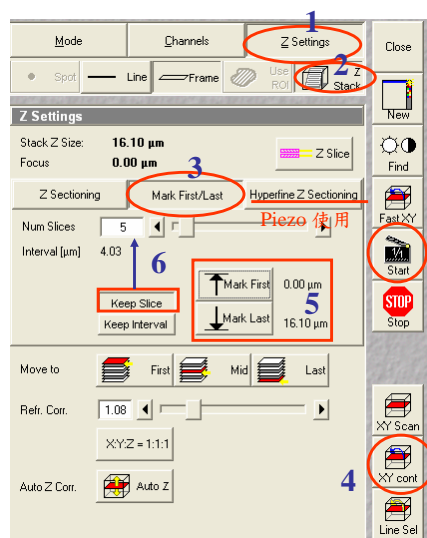 1
Mode Channels Z Settings Close
Spot Line Frame Use ROI 2 Z Stack
New
Z Settings
Stack Z Size: 16.10 µm
Focus 0.00 µm
Z Slice
Find
3
Z Sectioning Mark First/Last Hyperfine Z Sectioning
Piezo 使用
Fast XY
Num Slices 5
Interval [µm] 4.03
6
Keep Slice
Keep Interval
Mark First 0.00 µm
5
Mark Last 16.10 µm
1/1
Start
STOP
Stop
Move to First Mid Last
Refr. Corr. 1.08
X:Y:Z = 1:1:1
Auto Z Corr. Auto Z
XY Scan
4
XY cont
Line Sel